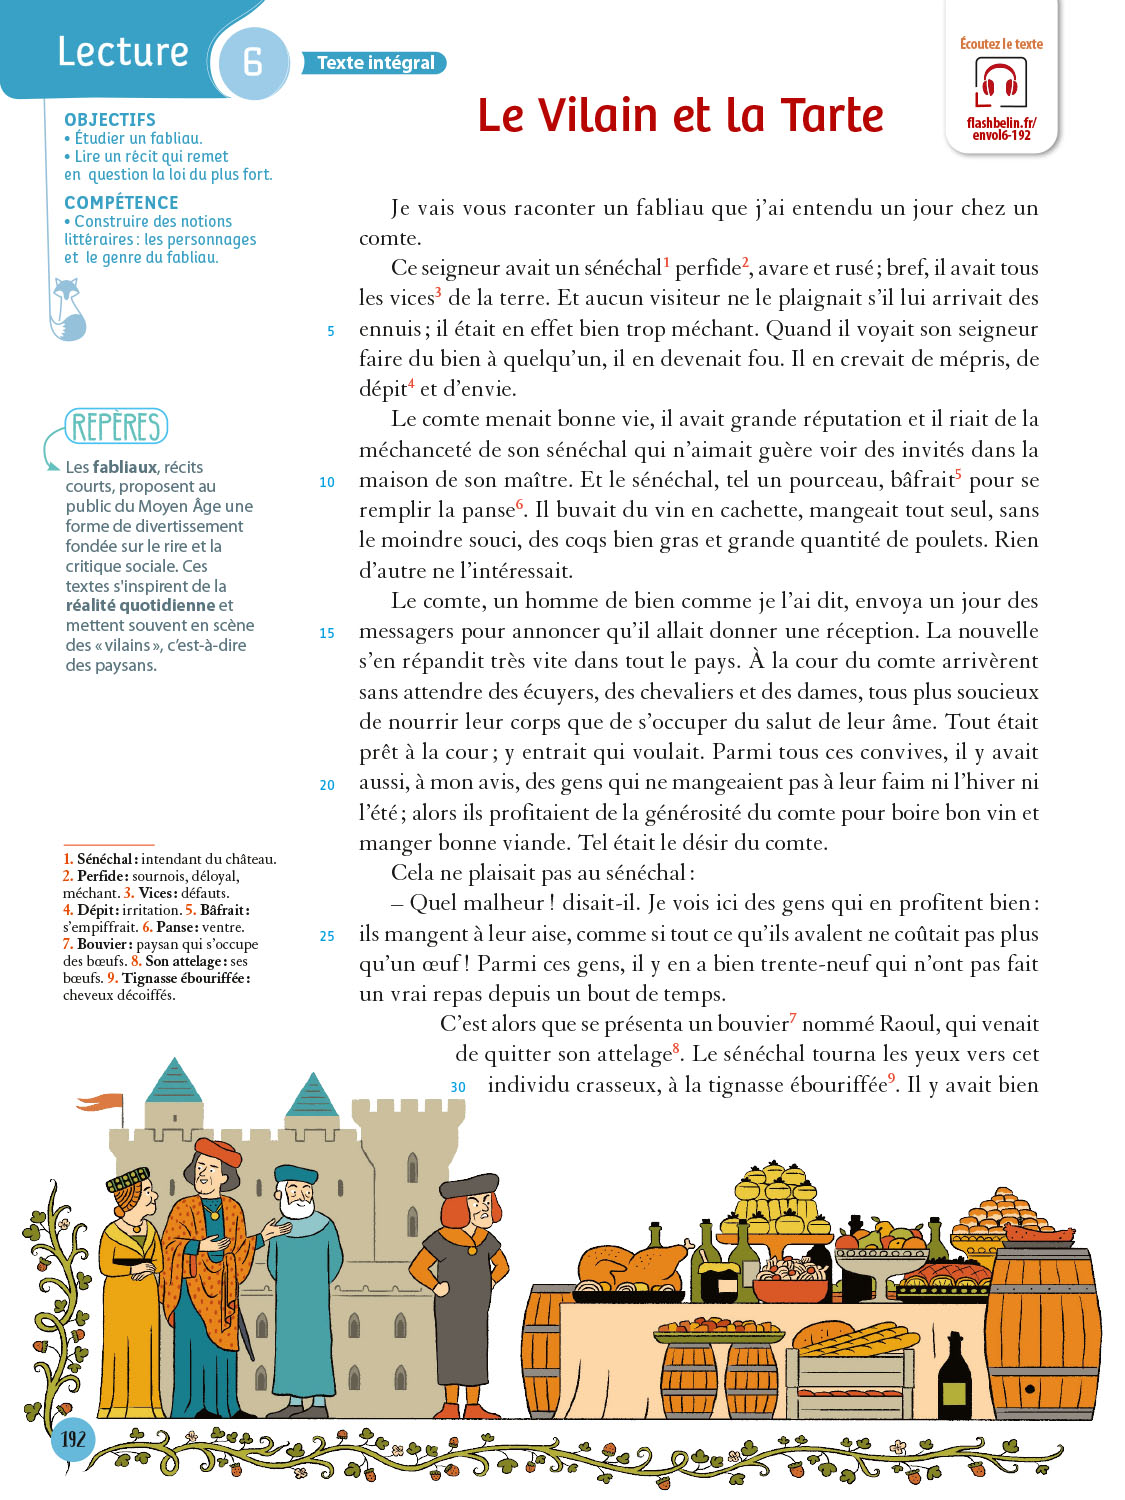 Lecture 6 Texte intégral
Écoutez le texte
flashbelin.fr/
envol6-192
OBJECTIFS
• Étudier un fabliau.
• Lire un récit qui remet
en question la loi du plus fort.
COMPÉTENCE
• Construire des notions
littéraires : les personnages
et le genre du fabliau.
REPÈRES
Les fabliaux, récits
courts, proposent au
public du Moyen Âge une
forme de divertissement
fondée sur le rire et la
critique sociale. Ces
textes s'inspirent de la
réalité quotidienne et
mettent souvent en scène
des « vilains », c’est-à-dire
des paysans.
Le Vilain et la Tarte
Je vais vous raconter un fabliau que j’ai entendu un jour chez un
comte.
Ce seigneur avait un sénéchal1 perfide2, avare et rusé ; bref, il avait tous
les vices3 de la terre. Et aucun visiteur ne le plaignait s’il lui arrivait des
5 ennuis ; il était en effet bien trop méchant. Quand il voyait son seigneur
faire du bien à quelqu’un, il en devenait fou. Il en crevait de mépris, de
dépit4 et d’envie.
Le comte menait bonne vie, il avait grande réputation et il riait de la
méchanceté de son sénéchal qui n’aimait guère voir des invités dans la
10 maison de son maître. Et le sénéchal, tel un pourceau, bâfrait5 pour se
remplir la panse6. Il buvait du vin en cachette, mangeait tout seul, sans
le moindre souci, des coqs bien gras et grande quantité de poulets. Rien
d’autre ne l’intéressait.
Le comte, un homme de bien comme je l’ai dit, envoya un jour des
15 messagers pour annoncer qu’il allait donner une réception. La nouvelle
s’en répandit très vite dans tout le pays. À la cour du comte arrivèrent
sans attendre des écuyers, des chevaliers et des dames, tous plus soucieux
de nourrir leur corps que de s’occuper du salut de leur âme. Tout était
prêt à la cour ; y entrait qui voulait. Parmi tous ces convives, il y avait
20 aussi, à mon avis, des gens qui ne mangeaient pas à leur faim ni l’hiver ni
l’été ; alors ils profitaient de la générosité du comte pour boire bon vin et
manger bonne viande. Tel était le désir du comte.
Cela ne plaisait pas au sénéchal :
– Quel malheur ! disait-il. Je vois ici des gens qui en profitent bien :
25 ils mangent à leur aise, comme si tout ce qu’ils avalent ne coûtait pas plus
qu’un œuf ! Parmi ces gens, il y en a bien trente-neuf qui n’ont pas fait
un vrai repas depuis un bout de temps.
C’est alors que se présenta un bouvier7 nommé Raoul, qui venait
de quitter son attelage8. Le sénéchal tourna les yeux vers cet
30 individu crasseux, à la tignasse ébouriffée9. Il y avait bien
1. Sénéchal : intendant du château.
2. Perfide : sournois, déloyal,
méchant. 3. Vices : défauts.
4. Dépit : irritation. 5. Bâfrait :
s’empiffrait. 6. Panse : ventre.
7. Bouvier : paysan qui s’occupe
des bœufs. 8. Son attelage : ses
bœufs. 9. Tignasse ébouriffée :
cheveux décoiffés.
192